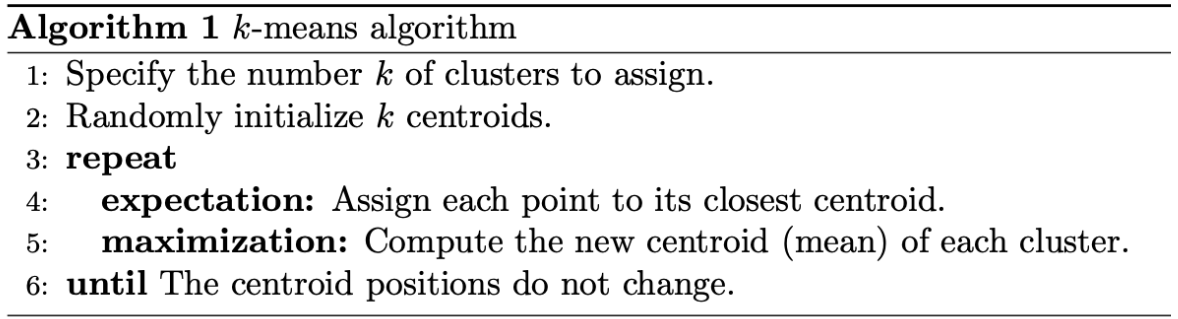 Algorithm 1 k-means algorithm
1: Specify the number k of clusters to assign.
2: Randomly initialize k centroids.
3: repeat
4: expectation: Assign each point to its closest centroid.
5: maximization: Compute the new centroid (mean) of each cluster.
6: until The centroid positions do not change.